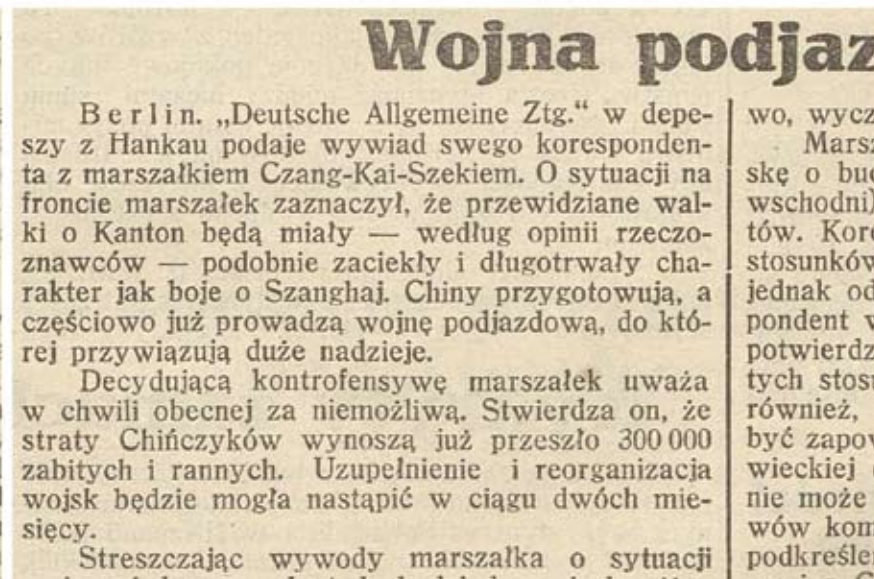 Wojna podjaz
Berlin. „Deutsche Allgemeine Ztg.“ w depe-
szy z Hankau podaje wywiad swego koresponden-
ta z marszałkiem Czang-Kai-Szekiem. O sytuacji na
froncie marszałek zaznaczył, że przewidziane wal-
ki o Kanton będą miały — według opinii rzeczo-
znawców — podobnie zaciekły i długotrwały cha-
rakter jak boje o Szanghaj. Chiny przygotowują, a
częściowo już prowadzą wojnę podjazdową, do któ-
rej przywiązują duże nadzieje.
Decydującą kontrofensywę marszałek uważa
w chwili obecnej za niemożliwą. Stwierdza on, że
straty Chińczyków wynoszą już przeszło 300 000
zabitych i rannych. Uzupełnienie i reorganizacja
wojsk będzie mogła nastąpić w ciągu dwóch mie-
sięcy.
Streszczając wywody marszałka o sytuacji
wo, wycz
Marsz
skę o bu
wschodni)
tów. Kor
stosunków
jednak od
pondent w
potwierdz
tych stosu
również,
być zapow
wieckiej
nie może
wów kom
podkreśle